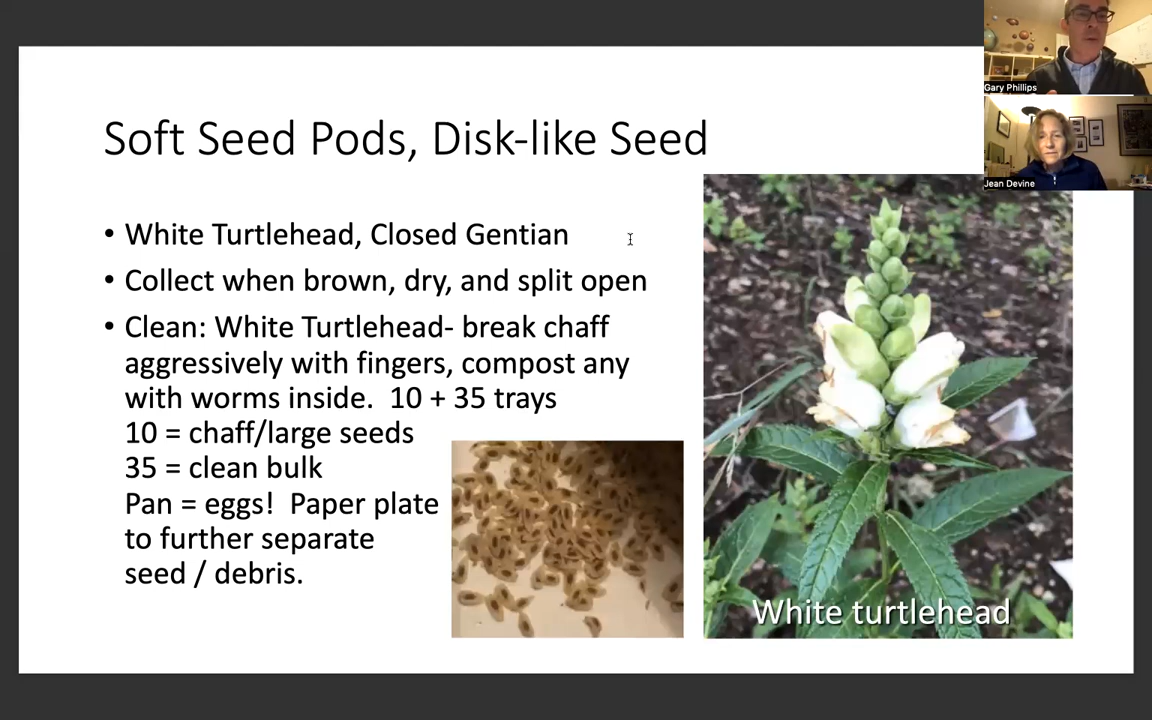 Gary Phillips
Jean Devine
Soft Seed Pods, Disk-like Seed
• White Turtlehead, Closed Gentian
• Collect when brown, dry, and split open
• Clean: White Turtlehead- break chaff
aggressively with fingers, compost any
with worms inside.  10 + 35 trays
10 = chaff/large seeds
35 = clean bulk
Pan = eggs!  Paper plate
to further separate
seed / debris.
White turtlehead